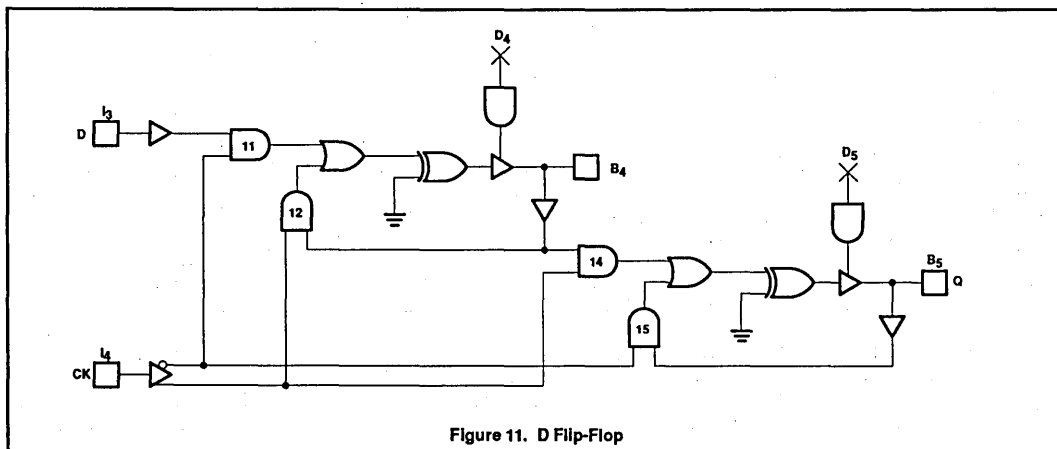 D4
I3
D
11
B4
D5
12
14
B5
Q
15
I4
CK
Figure 11. D Flip-Flop